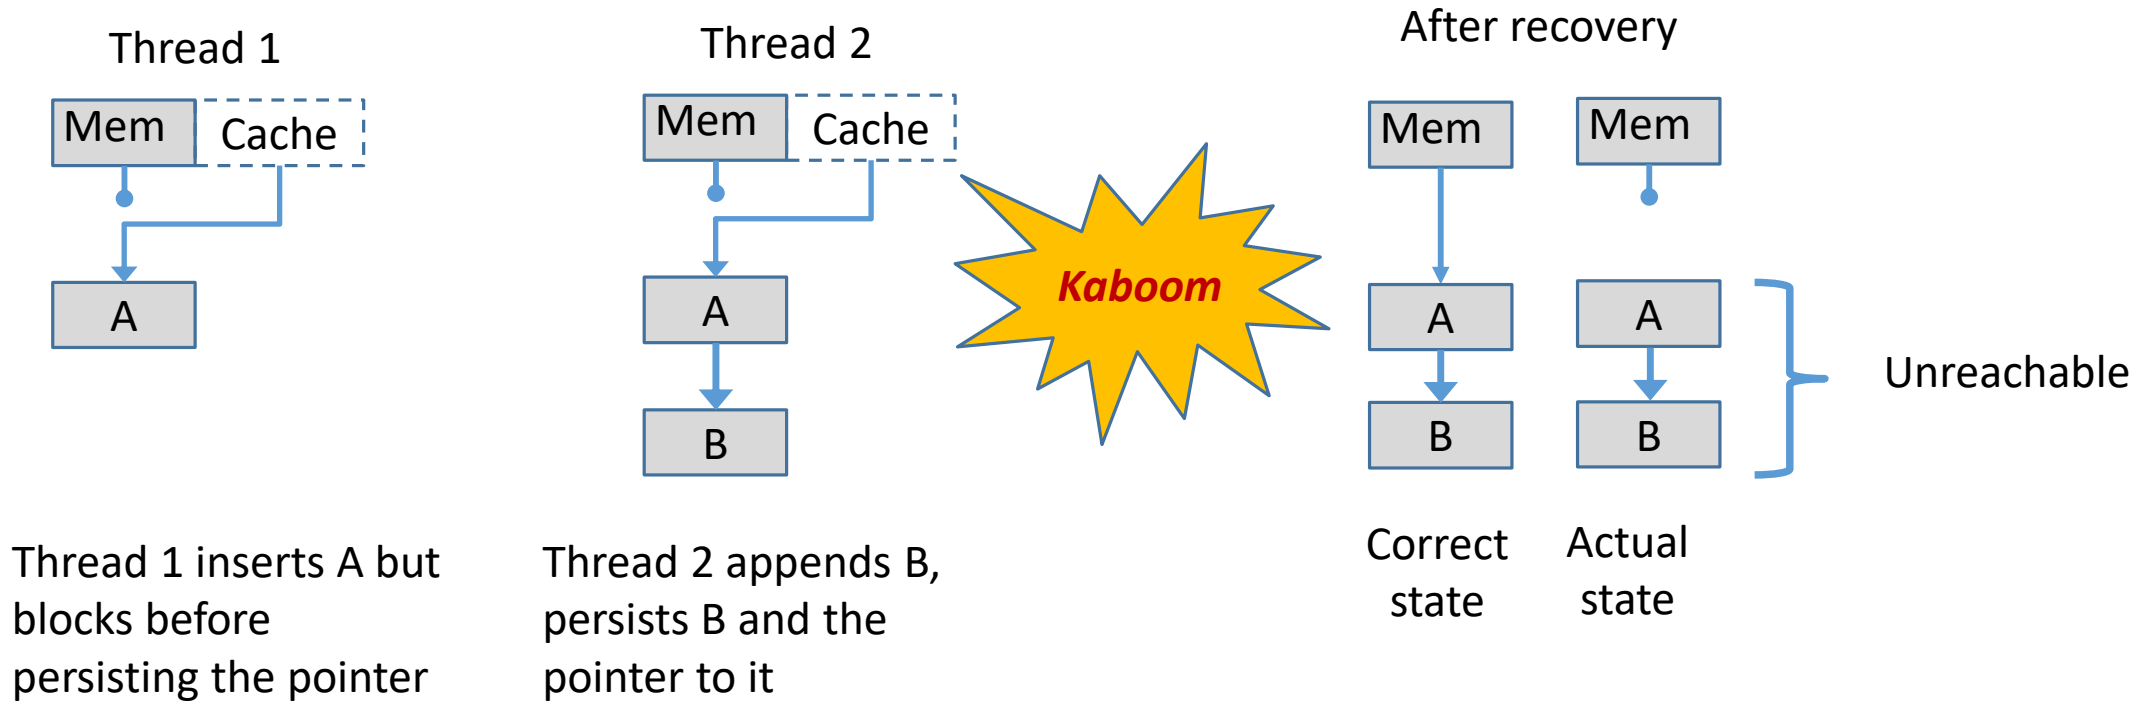 Thread 1
Mem
Cache
A
Thread 1 inserts A but
blocks before
persisting the pointer
Thread 2
Mem
Cache
A
B
Thread 2 appends B,
persists B and the
pointer to it
Kaboom
After recovery
Mem
A
B
Correct
state
Mem
A
B
Actual
state
Unreachable